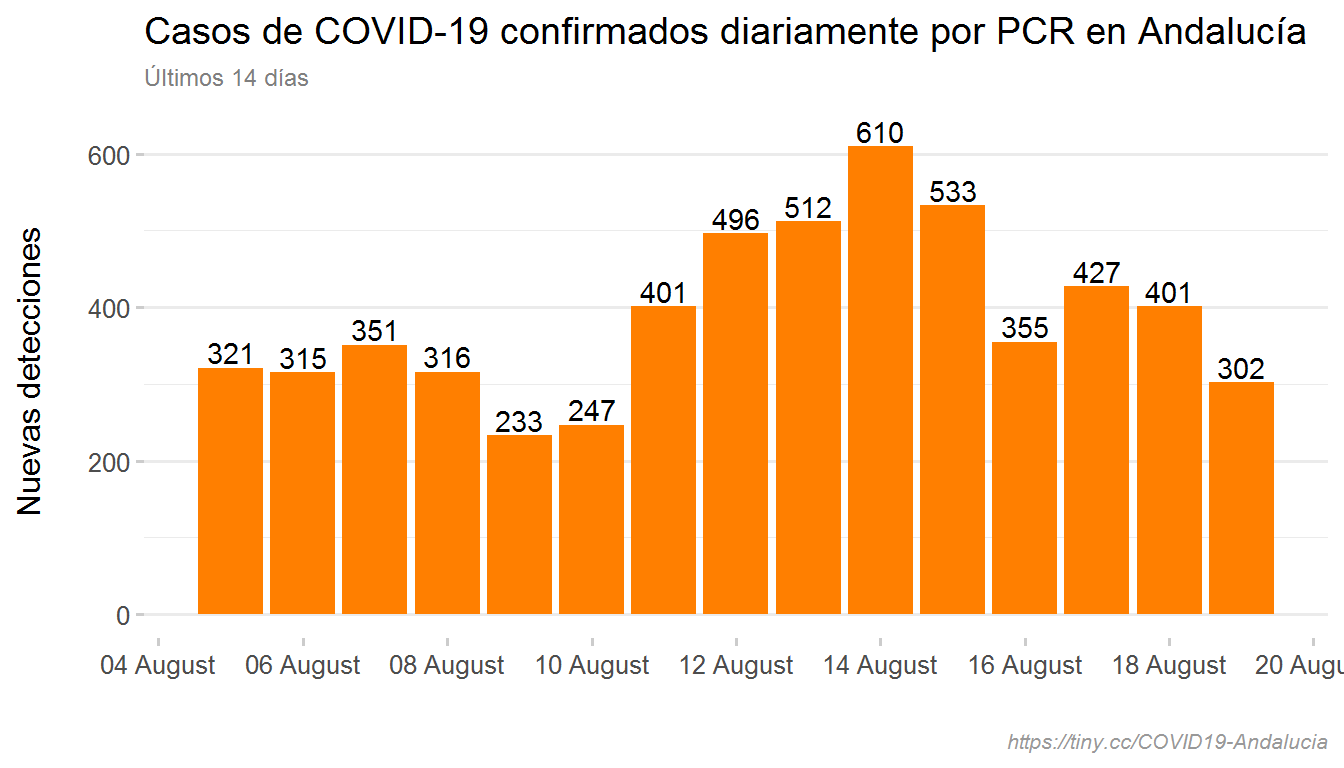 Casos de COVID-19 confirmados diariamente por PCR en Andalucía
Últimos 14 días
Nuevas detecciones
600
400
200
0
321
315
351
316
233
247
401
496
512
610
533
355
427
401
302
04 August
06 August
08 August
10 August
12 August
14 August
16 August
18 August
20 Augu
https://tiny.cc/COVID19-Andalucia